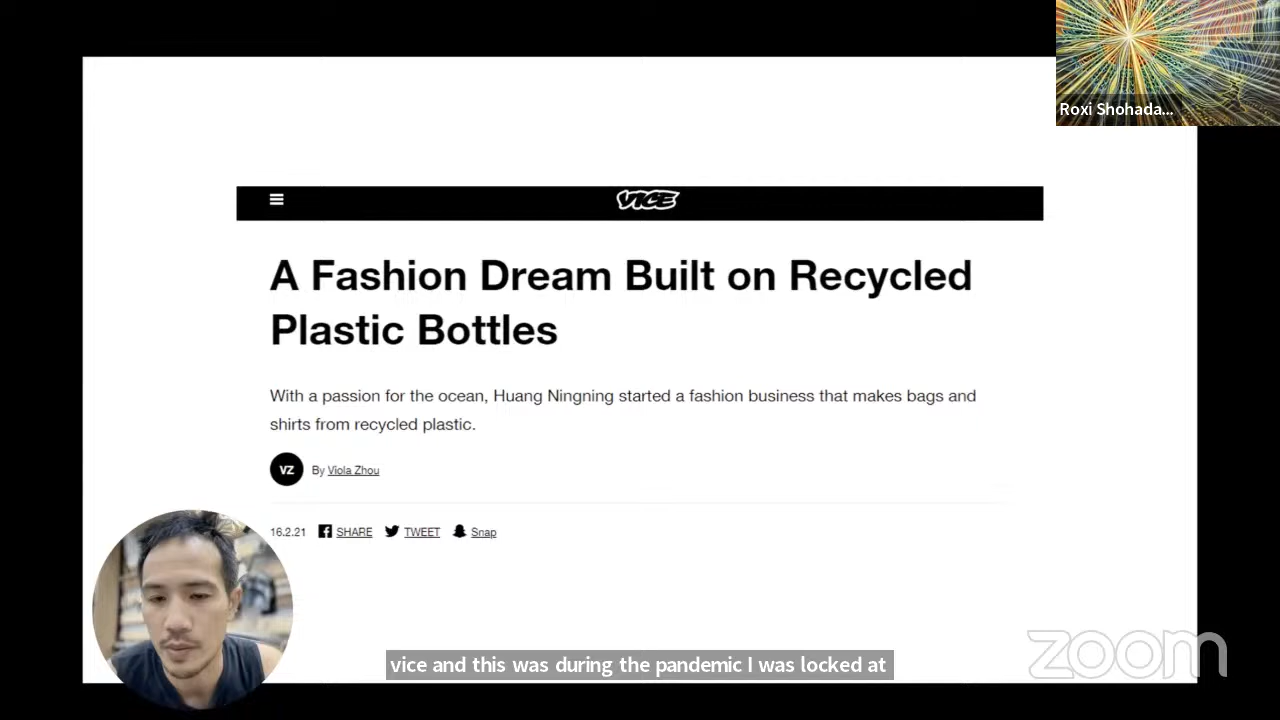 Roxi Shohada...
VICE
A Fashion Dream Built on Recycled
Plastic Bottles
With a passion for the ocean, Huang Ningning started a fashion business that makes bags and
shirts from recycled plastic.
VZ
By Viola Zhou
16.2.21 SHARE TWEET Snap
vice and this was during the pandemic I was locked at
zoom